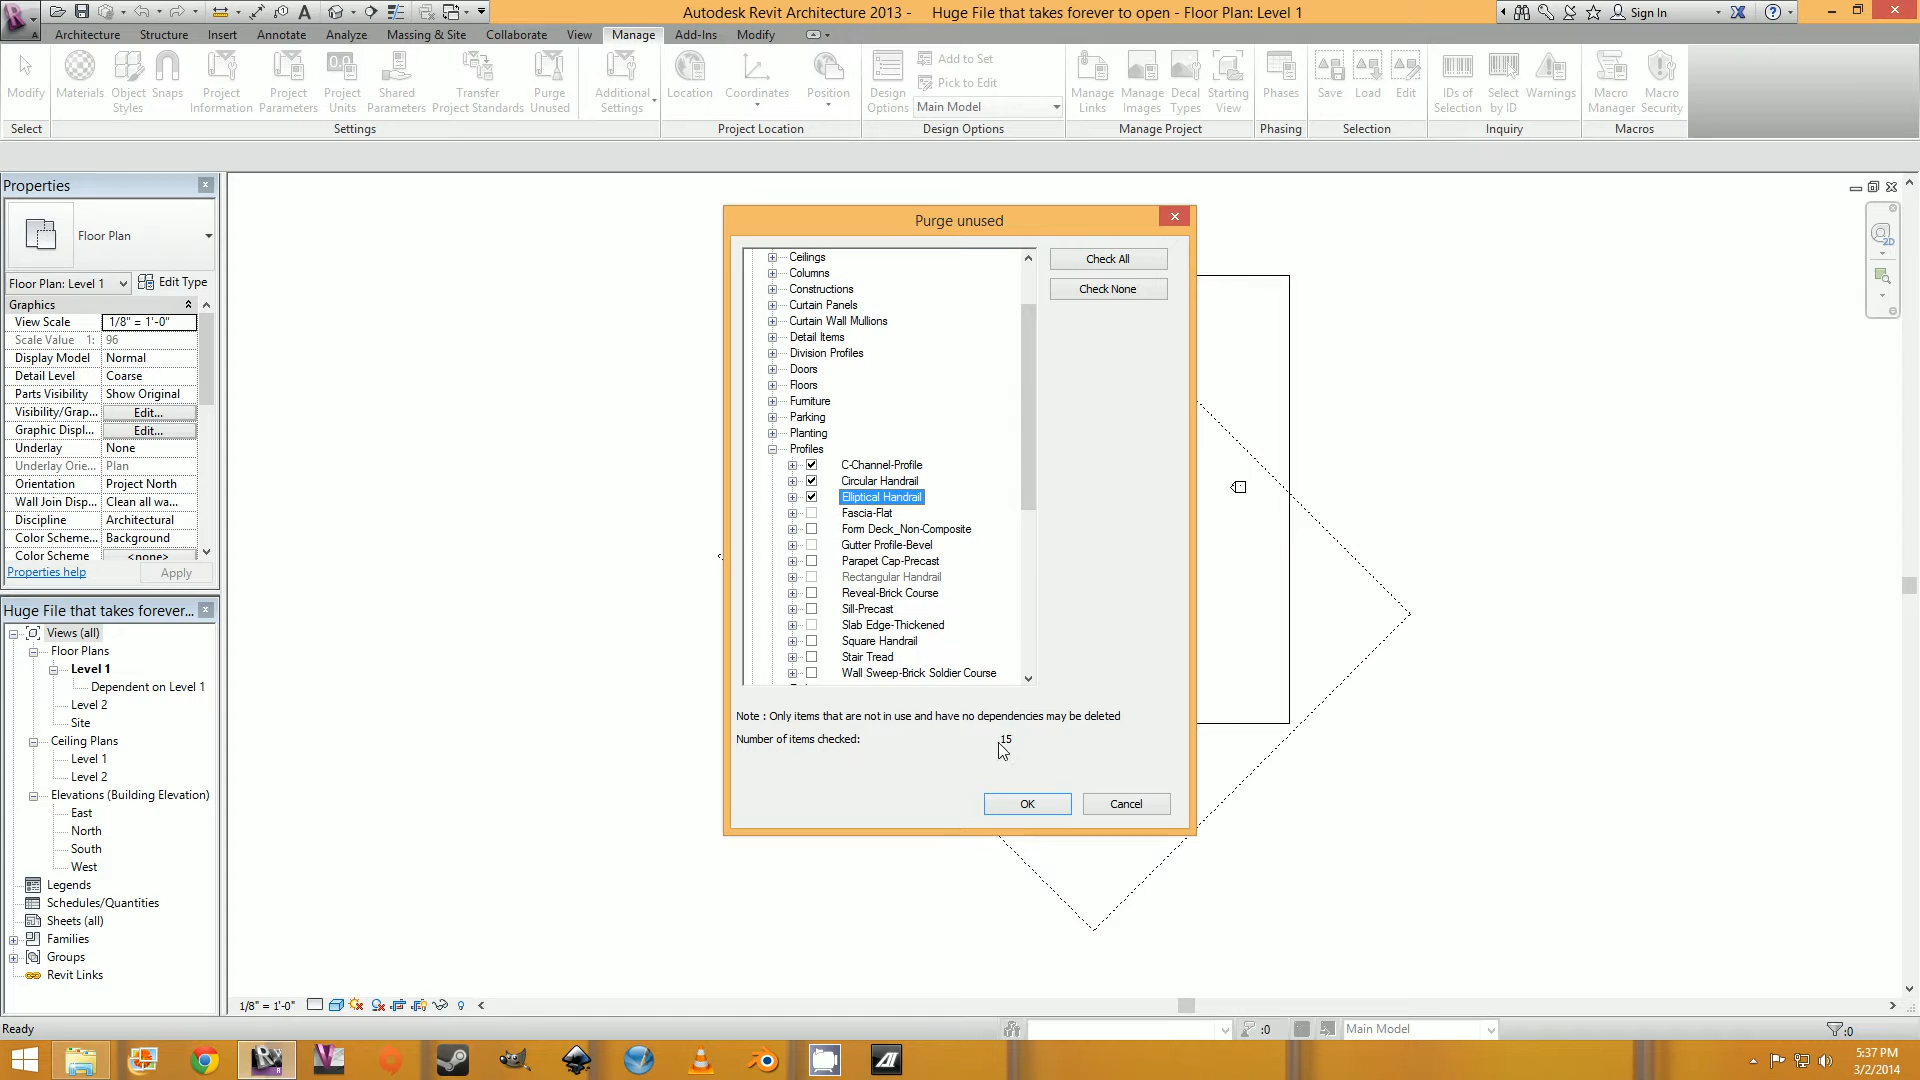 Autodesk Revit Architecture 2013 - Huge File that takes forever to open - Floor Plan: Level 1
Sign In
Architecture Structure Insert Annotate Analyze Massing & Site Collaborate View Manage Add-Ins Modify
Modify
Materials
Object Styles
Snaps
Project Information
Project Parameters
Project Units
Shared Parameters
Transfer Project Standards
Purge Unused
Additional Settings
Location
Coordinates
Position
Design Options
Add to Set
Pick to Edit
Main Model
Manage Links
Manage Images
Decal Types
Starting View
Phases
Save
Load
Edit
IDs of Selection
Select by ID
Warnings
Macro Manager
Macro Security
Select
Settings
Project Location
Design Options
Manage Project
Phasing
Selection
Inquiry
Macros
Properties
Floor Plan
Floor Plan: Level 1
Edit Type
Graphics
View Scale 1/8" = 1'-0"
Scale Value 1: 96
Display Model Normal
Detail Level Coarse
Parts Visibility Show Original
Visibility/Grap... Edit...
Graphic Displ... Edit...
Underlay None
Underlay Orie... Plan
Orientation Project North
Wall Join Disp... Clean all wa...
Discipline Architectural
Color Scheme... Background
Color Scheme <none>
Properties help
Apply
Huge File that takes forever...
Views (all)
Floor Plans
Level 1
Dependent on Level 1
Level 2
Site
Ceiling Plans
Level 1
Level 2
Elevations (Building Elevation)
East
North
South
West
Legends
Schedules/Quantities
Sheets (all)
Families
Groups
Revit Links
Purge unused
Ceilings
Columns
Constructions
Curtain Panels
Curtain Wall Mullions
Detail Items
Division Profiles
Doors
Floors
Furniture
Parking
Planting
Profiles
C-Channel-Profile
Circular Handrail
Elliptical Handrail
Fascia-Flat
Form Deck_Non-Composite
Gutter Profile-Bevel
Parapet Cap-Precast
Rectangular Handrail
Reveal-Brick Course
Sill-Precast
Slab Edge-Thickened
Square Handrail
Stair Tread
Wall Sweep-Brick Soldier Course
Check All
Check None
Note : Only items that are not in use and have no dependencies may be deleted
Number of items checked: 15
OK
Cancel
2D
1/8" = 1'-0"
Ready
:0
Main Model
:0
5:37 PM
3/2/2014